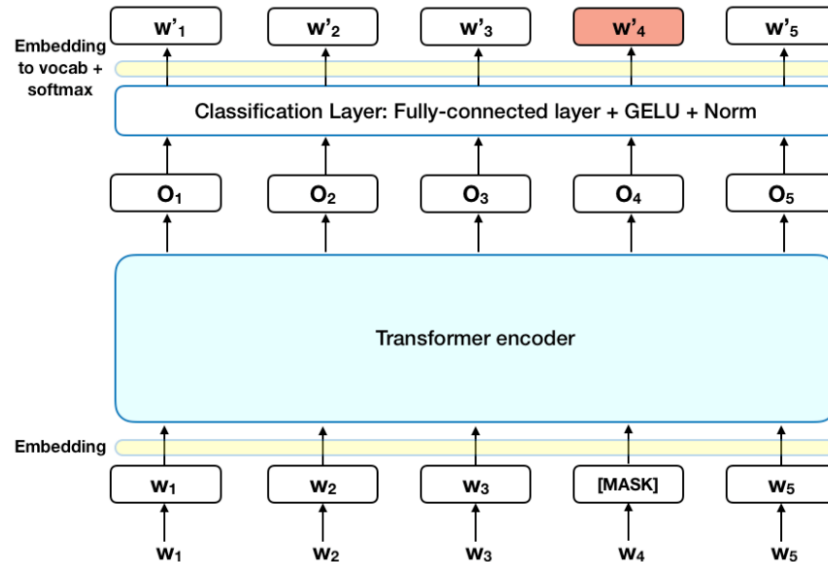 w'₁ w'₂ w'₃ w'₄ w'₅
Embedding
to vocab +
softmax
Classification Layer: Fully-connected layer + GELU + Norm
O₁ O₂ O₃ O₄ O₅
Transformer encoder
Embedding
w₁ w₂ w₃ [MASK] w₅
w₁ w₂ w₃ w₄ w₅